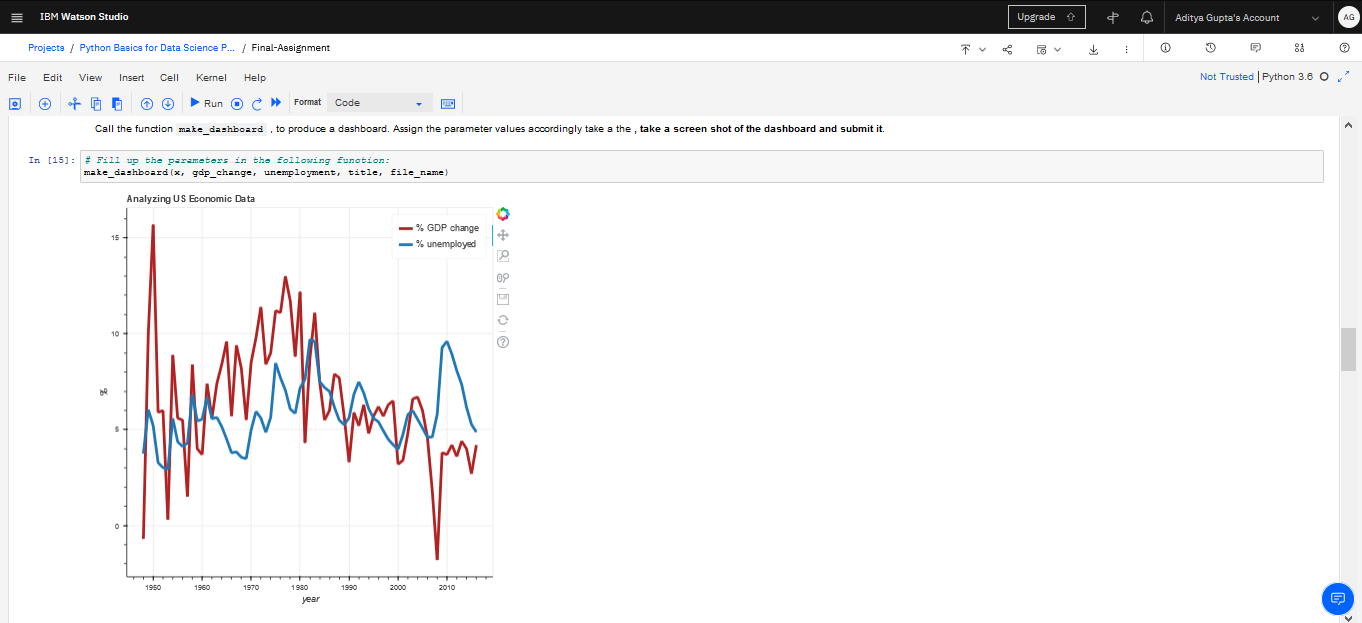 IBM Watson Studio
Upgrade
Aditya Gupta's Account
AG
Projects / Python Basics for Data Science P... / Final-Assignment
File Edit View Insert Cell Kernel Help
Not Trusted | Python 3.6
Run
Format
Code
Call the function make_dashboard , to produce a dashboard. Assign the parameter values accordingly take a the , take a screen shot of the dashboard and submit it.
In [15]:
# Fill up the parameters in the following function:
make_dashboard(x, gdp_change, unemployment, title, file_name)
Analyzing US Economic Data
% GDP change
% unemployed
15
10
5
0
%
1950 1960 1970 1980 1990 2000 2010
year